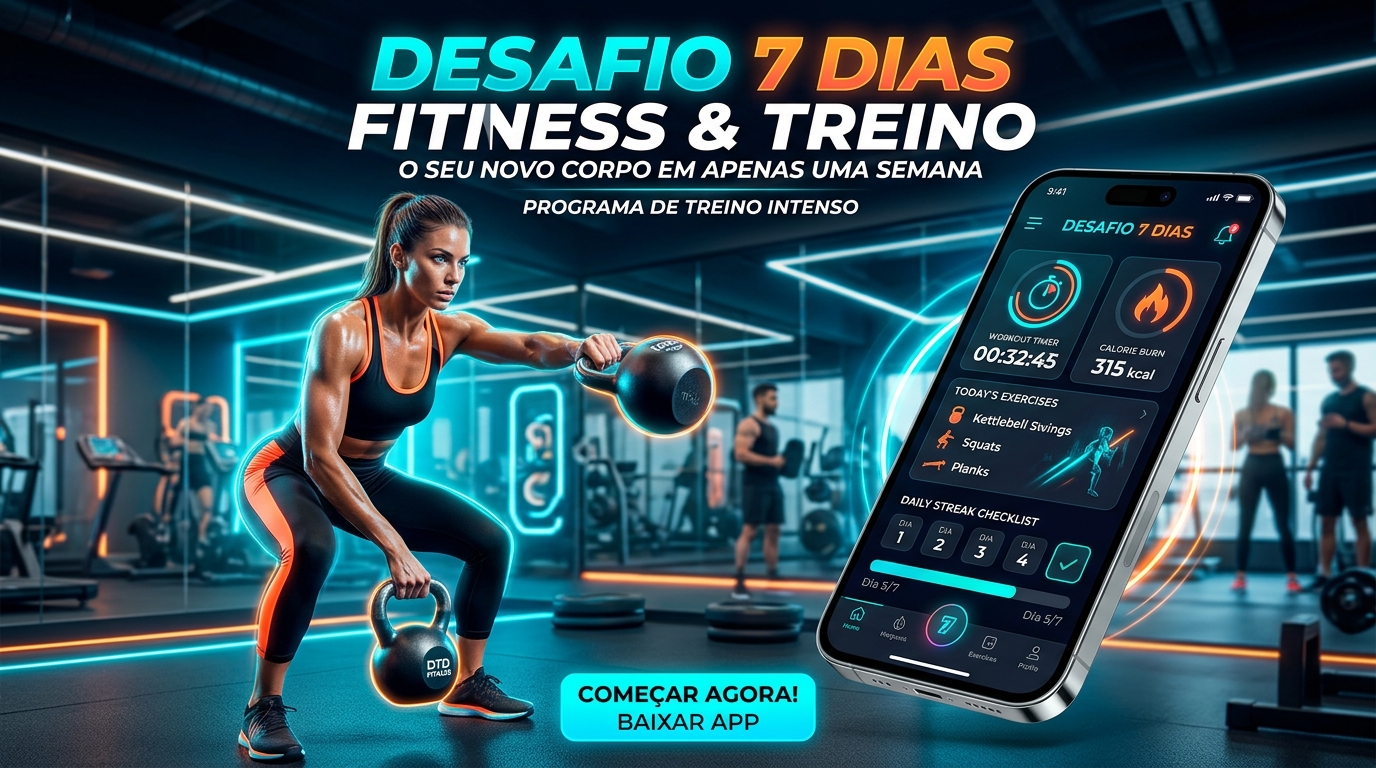 DESAFIO 7 DIAS
FITNESS & TREINO
O SEU NOVO CORPO EM APENAS UMA SEMANA
PROGRAMA DE TREINO INTENSO
9:41
DESAFIO 7 DIAS
WORKOUT TIMER
00:32:45
CALORIE BURN
315 kcal
TODAY'S EXERCISES
Kettlebell Swings
Squats
Planks
DAILY STREAK CHECKLIST
DIA 1
DIA 2
DIA 3
DIA 4
Dia 5/7
Dia 5/7
Home
7
Exercises
Profile
DTD
COMEÇAR AGORA!
BAIXAR APP